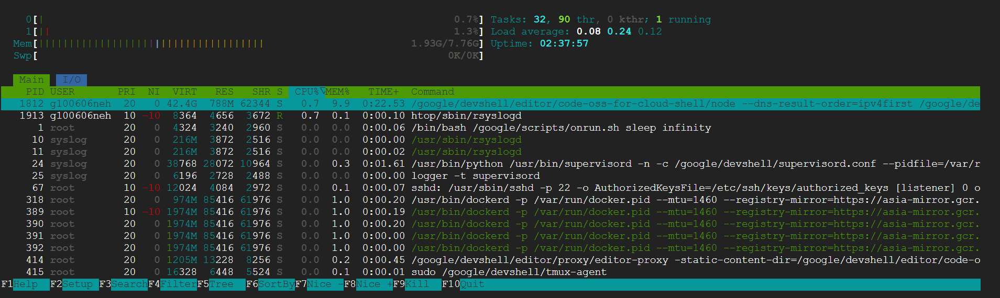 0[| 0.7%] Tasks: 32, 90 thr, 0 kthr; 1 running
1[|| 1.3%] Load average: 0.08 0.24 0.12
Mem[||||||||||||||||||||||||||||||||||||| 1.93G/7.76G] Uptime: 02:37:57
Swp[ 0K/0K]
Main I/O
PID USER PRI NI VIRT RES SHR S CPU%▽MEM% TIME+ Command
1812 g100606neh 20 0 42.4G 788M 62344 S 0.7 9.9 0:22.53 /google/devshell/editor/code-oss-for-cloud-shell/node --dns-result-order=ipv4first /google/de
1913 g100606neh 10 -10 8364 4656 3672 R 0.7 0.1 0:00.10 htop/sbin/rsyslogd
1 root 20 0 4324 3240 2960 S 0.0 0.0 0:00.06 /bin/bash /google/scripts/onrun.sh sleep infinity
10 syslog 20 0 216M 3872 2516 S 0.0 0.0 0:00.00 /usr/sbin/rsyslogd
11 syslog 20 0 216M 3872 2516 S 0.0 0.0 0:00.02 /usr/sbin/rsyslogd
24 syslog 20 0 38768 28072 10964 S 0.0 0.3 0:01.61 /usr/bin/python /usr/bin/supervisord -n -c /google/devshell/supervisord.conf --pidfile=/var/r
25 syslog 20 0 6196 2728 2488 S 0.0 0.0 0:00.00 logger -t supervisord
67 root 10 -10 12024 4084 2972 S 0.0 0.1 0:00.07 sshd: /usr/sbin/sshd -p 22 -o AuthorizedKeysFile=/etc/ssh/keys/authorized_keys [listener] 0 o
318 root 20 0 974M 85416 61976 S 0.0 1.0 0:00.20 /usr/bin/dockerd -p /var/run/docker.pid --mtu=1460 --registry-mirror=https://asia-mirror.gcr.
389 root 10 -10 1974M 85416 61976 S 0.0 1.0 0:00.19 /usr/bin/dockerd -p /var/run/docker.pid --mtu=1460 --registry-mirror=https://asia-mirror.gcr.
390 root 20 0 1974M 85416 61976 S 0.0 1.0 0:00.20 /usr/bin/dockerd -p /var/run/docker.pid --mtu=1460 --registry-mirror=https://asia-mirror.gcr.
391 root 20 0 1974M 85416 61976 S 0.0 1.0 0:00.00 /usr/bin/dockerd -p /var/run/docker.pid --mtu=1460 --registry-mirror=https://asia-mirror.gcr.
392 root 20 0 1974M 85416 61976 S 0.0 1.0 0:00.00 /usr/bin/dockerd -p /var/run/docker.pid --mtu=1460 --registry-mirror=https://asia-mirror.gcr.
414 root 20 0 1205M 13228 8256 S 0.0 0.2 0:00.45 /google/devshell/editor/proxy/editor-proxy -static-content-dir=/google/devshell/editor/code-o
415 root 20 0 16328 6448 5524 S 0.0 0.1 0:00.01 sudo /google/devshell/tmux-agent
F1Help F2Setup F3SearchF4FilterF5Tree F6SortByF7Nice -F8Nice +F9Kill F10Quit